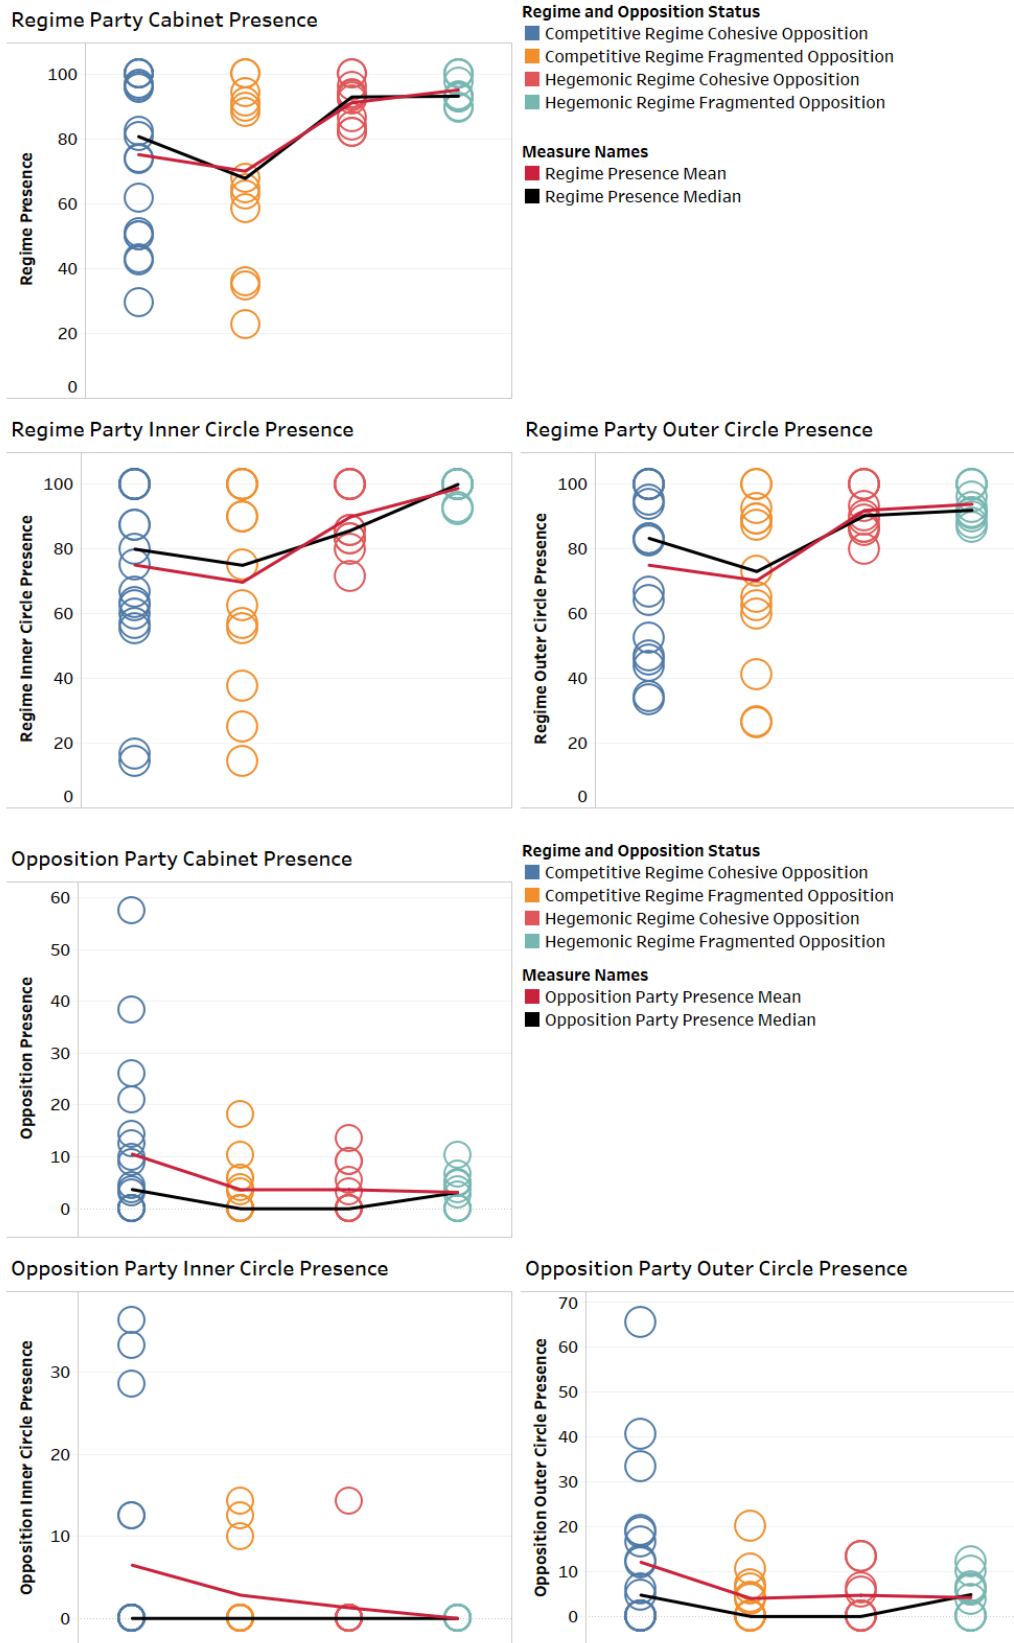 Regime Party Cabinet Presence
Regime Presence
100
80
60
40
20
0
Regime and Opposition Status
Competitive Regime Cohesive Opposition
Competitive Regime Fragmented Opposition
Hegemonic Regime Cohesive Opposition
Hegemonic Regime Fragmented Opposition
Measure Names
Regime Presence Mean
Regime Presence Median
Regime Party Inner Circle Presence
Regime Inner Circle Presence
100
80
60
40
20
0
Regime Party Outer Circle Presence
Regime Outer Circle Presence
100
80
60
40
20
0
Opposition Party Cabinet Presence
Opposition Presence
60
50
40
30
20
10
0
Regime and Opposition Status
Competitive Regime Cohesive Opposition
Competitive Regime Fragmented Opposition
Hegemonic Regime Cohesive Opposition
Hegemonic Regime Fragmented Opposition
Measure Names
Opposition Party Presence Mean
Opposition Party Presence Median
Opposition Party Inner Circle Presence
Opposition Inner Circle Presence
30
20
10
0
Opposition Party Outer Circle Presence
Opposition Outer Circle Presence
70
60
50
40
30
20
10
0